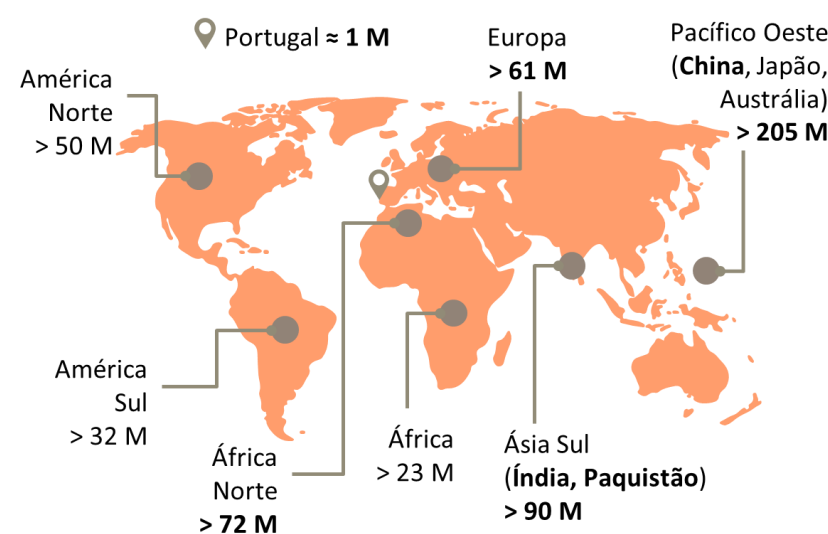 Portugal ≈ 1 M
Europa
> 61 M
Pacífico Oeste
(China, Japão,
Austrália)
> 205 M
América
Norte
> 50 M
América
Sul
> 32 M
África
Norte
> 72 M
África
> 23 M
Ásia Sul
(Índia, Paquistão)
> 90 M